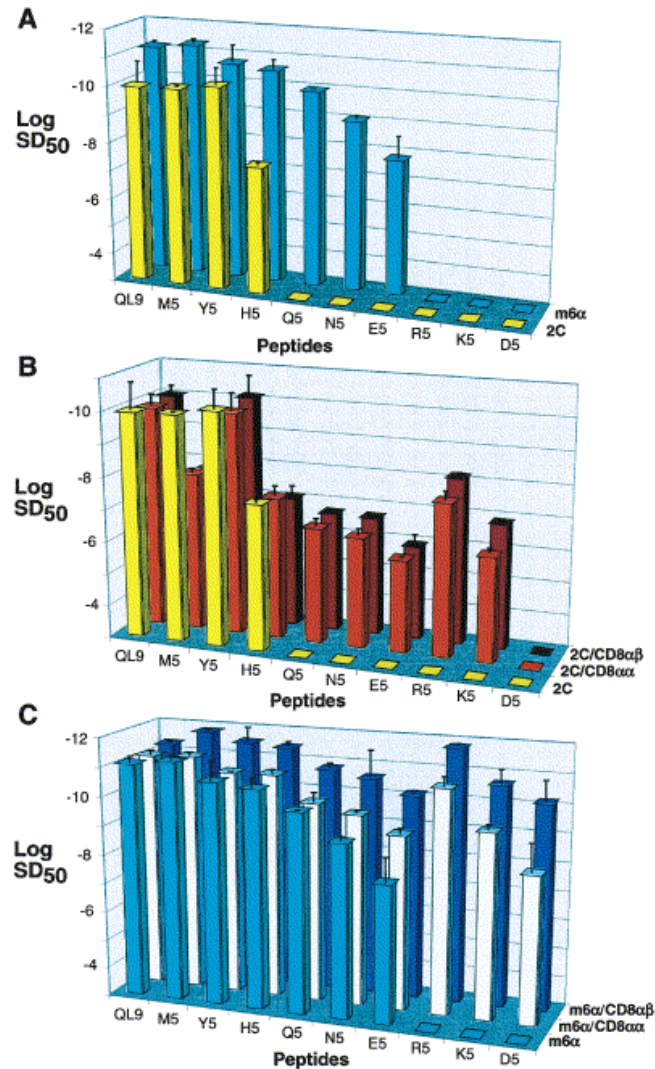 A
-12
-10
Log
SD50
-8
-6
-4
QL9 M5 Y5 H5 Q5 N5 E5 R5 K5 D5
m6α
2C
Peptides
B
-10
Log
SD50
-8
-6
-4
QL9 M5 Y5 H5 Q5 N5 E5 R5 K5 D5
2C/CD8αβ
2C/CD8αα
2C
Peptides
C
-12
-10
Log
SD50
-8
-6
-4
QL9 M5 Y5 H5 Q5 N5 E5 R5 K5 D5
m6α/CD8αβ
m6α/CD8αα
m6α
Peptides